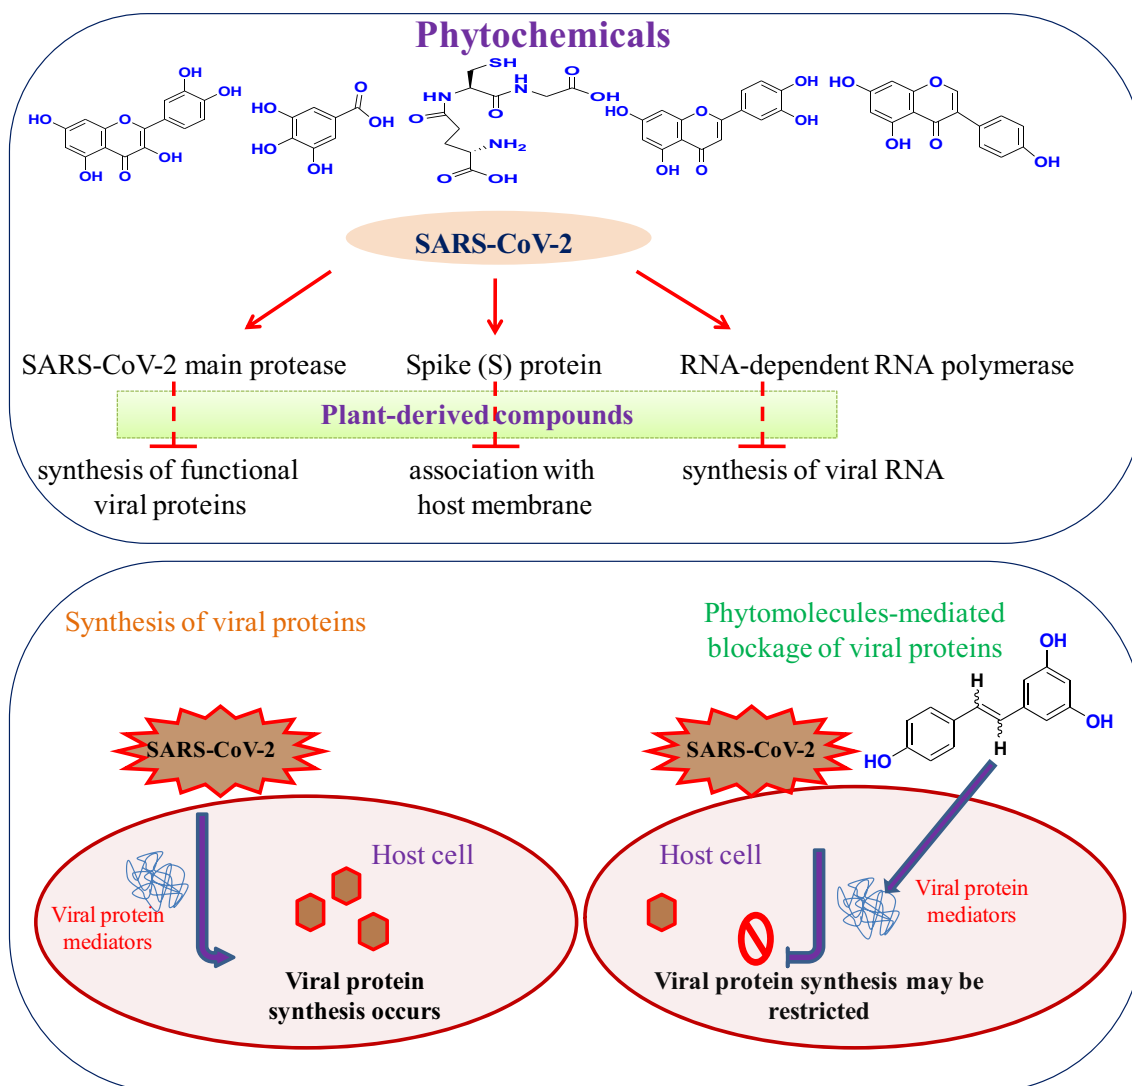 Phytochemicals
OH
OH
HO
O
OH
OH
O
O
OH
HO
HO
OH
SH
HN
O
H
N
O
OH
O
NH2
O
OH
OH
OH
HO
O
OH
O
HO
O
OH
O
OH
SARS-CoV-2
SARS-CoV-2 main protease
Spike (S) protein
RNA-dependent RNA polymerase
Plant-derived compounds
synthesis of functional
viral proteins
association with
host membrane
synthesis of viral RNA
Synthesis of viral proteins
SARS-CoV-2
Host cell
Viral protein
mediators
Viral protein
synthesis occurs
Phytomolecules-mediated
blockage of viral proteins
OH
H
OH
HO
H
SARS-CoV-2
Host cell
Viral protein
mediators
Viral protein synthesis may be
restricted